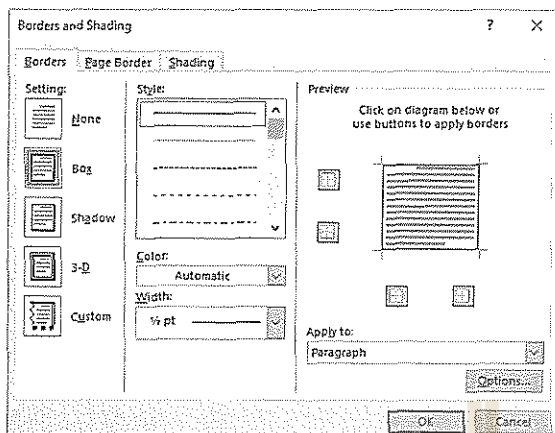 Borders and Shading ? ×
Borders Page Border Shading
Setting:
None
Box
Shadow
3-D
Custom
Style:
Color:
Automatic
Width:
½ pt
Preview
Click on diagram below or
use buttons to apply borders
Apply to:
Paragraph
Options...
OK Cancel